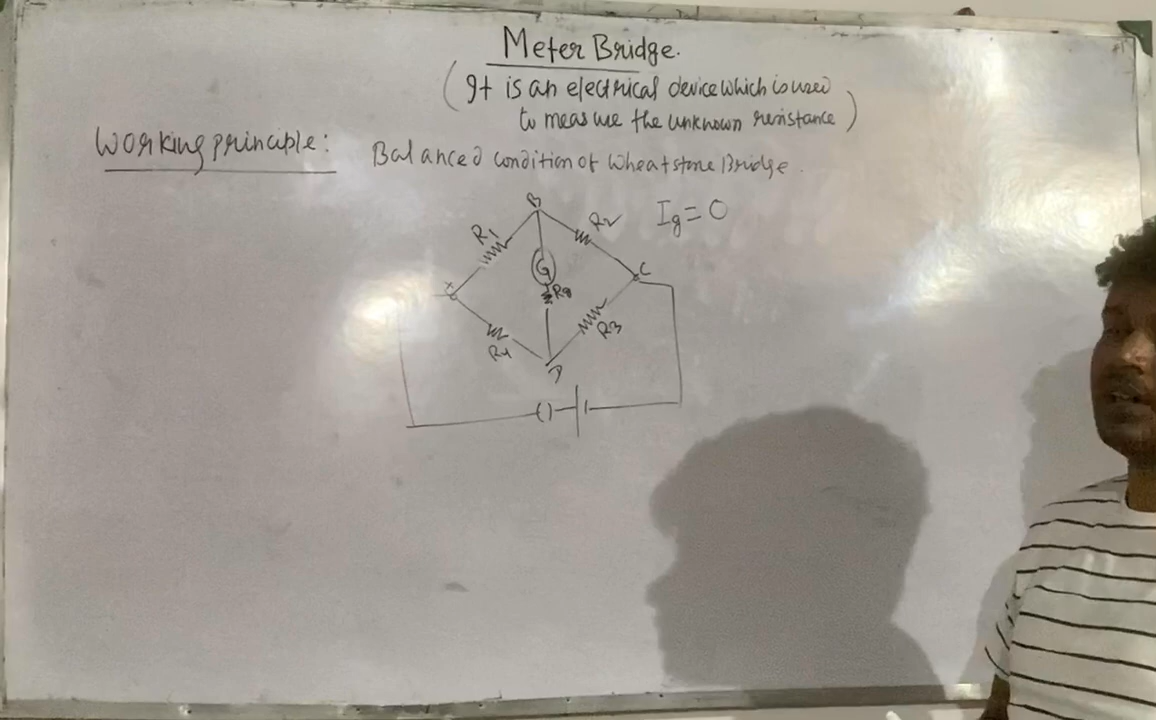 Meter Bridge.
(It is an electrical device which is used
to measure the unknown resistance)
Working principle: Balanced condition of Wheatstone Bridge.
B
R1 R2 Ig = 0
G
C
Rg
R4 R3
D